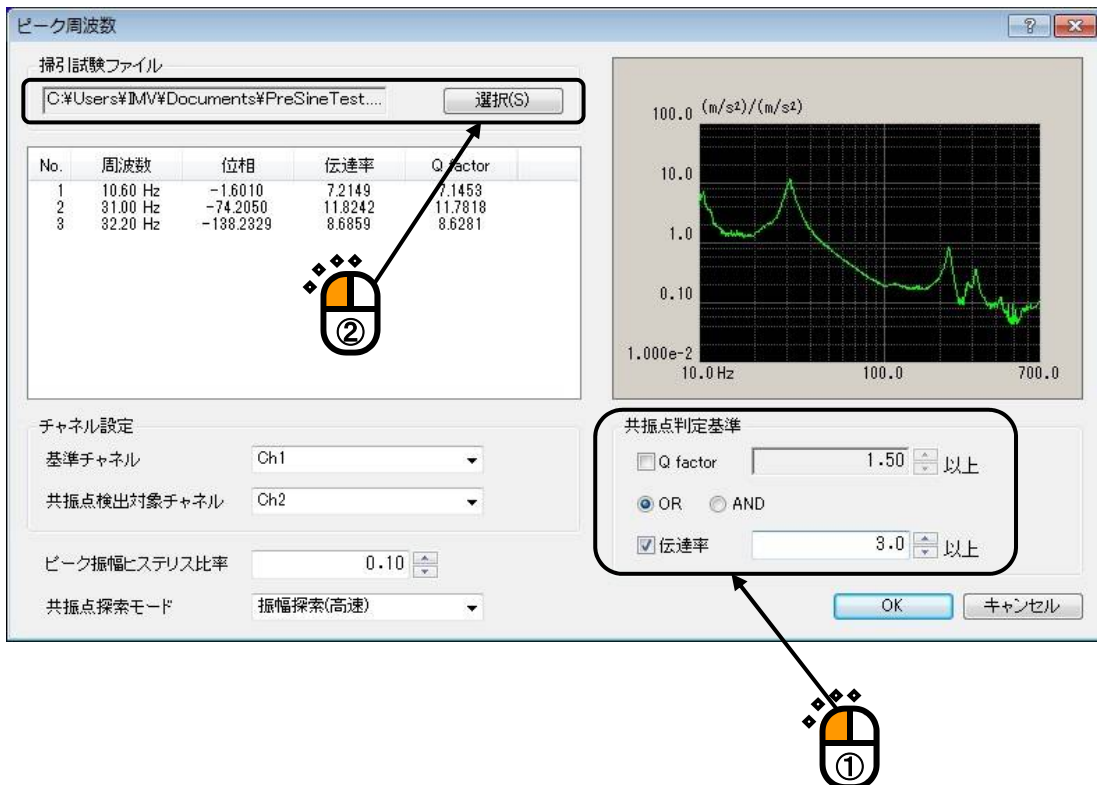 ピーク周波数
掃引試験ファイル
C:¥Users¥IMV¥Documents¥PreSineTest....
選択(S)
No. 周波数 位相 伝達率 Q factor
1 10.60 Hz -1.6010 7.2149 7.1453
2 31.00 Hz -74.2050 11.8242 11.7818
3 32.20 Hz -138.2329 8.6859 8.6281
②
100.0 (m/s²)/(m/s²)
10.0
1.0
0.10
1.000e-2
10.0 Hz 100.0 700.0
チャネル設定
基準チャネル Ch1
共振点検出対象チャネル Ch2
ピーク振幅ヒステリス比率 0.10
共振点探索モード 振幅探索(高速)
共振点判定基準
Q factor 1.50 以上
OR AND
伝達率 3.0 以上
OK キャンセル
①